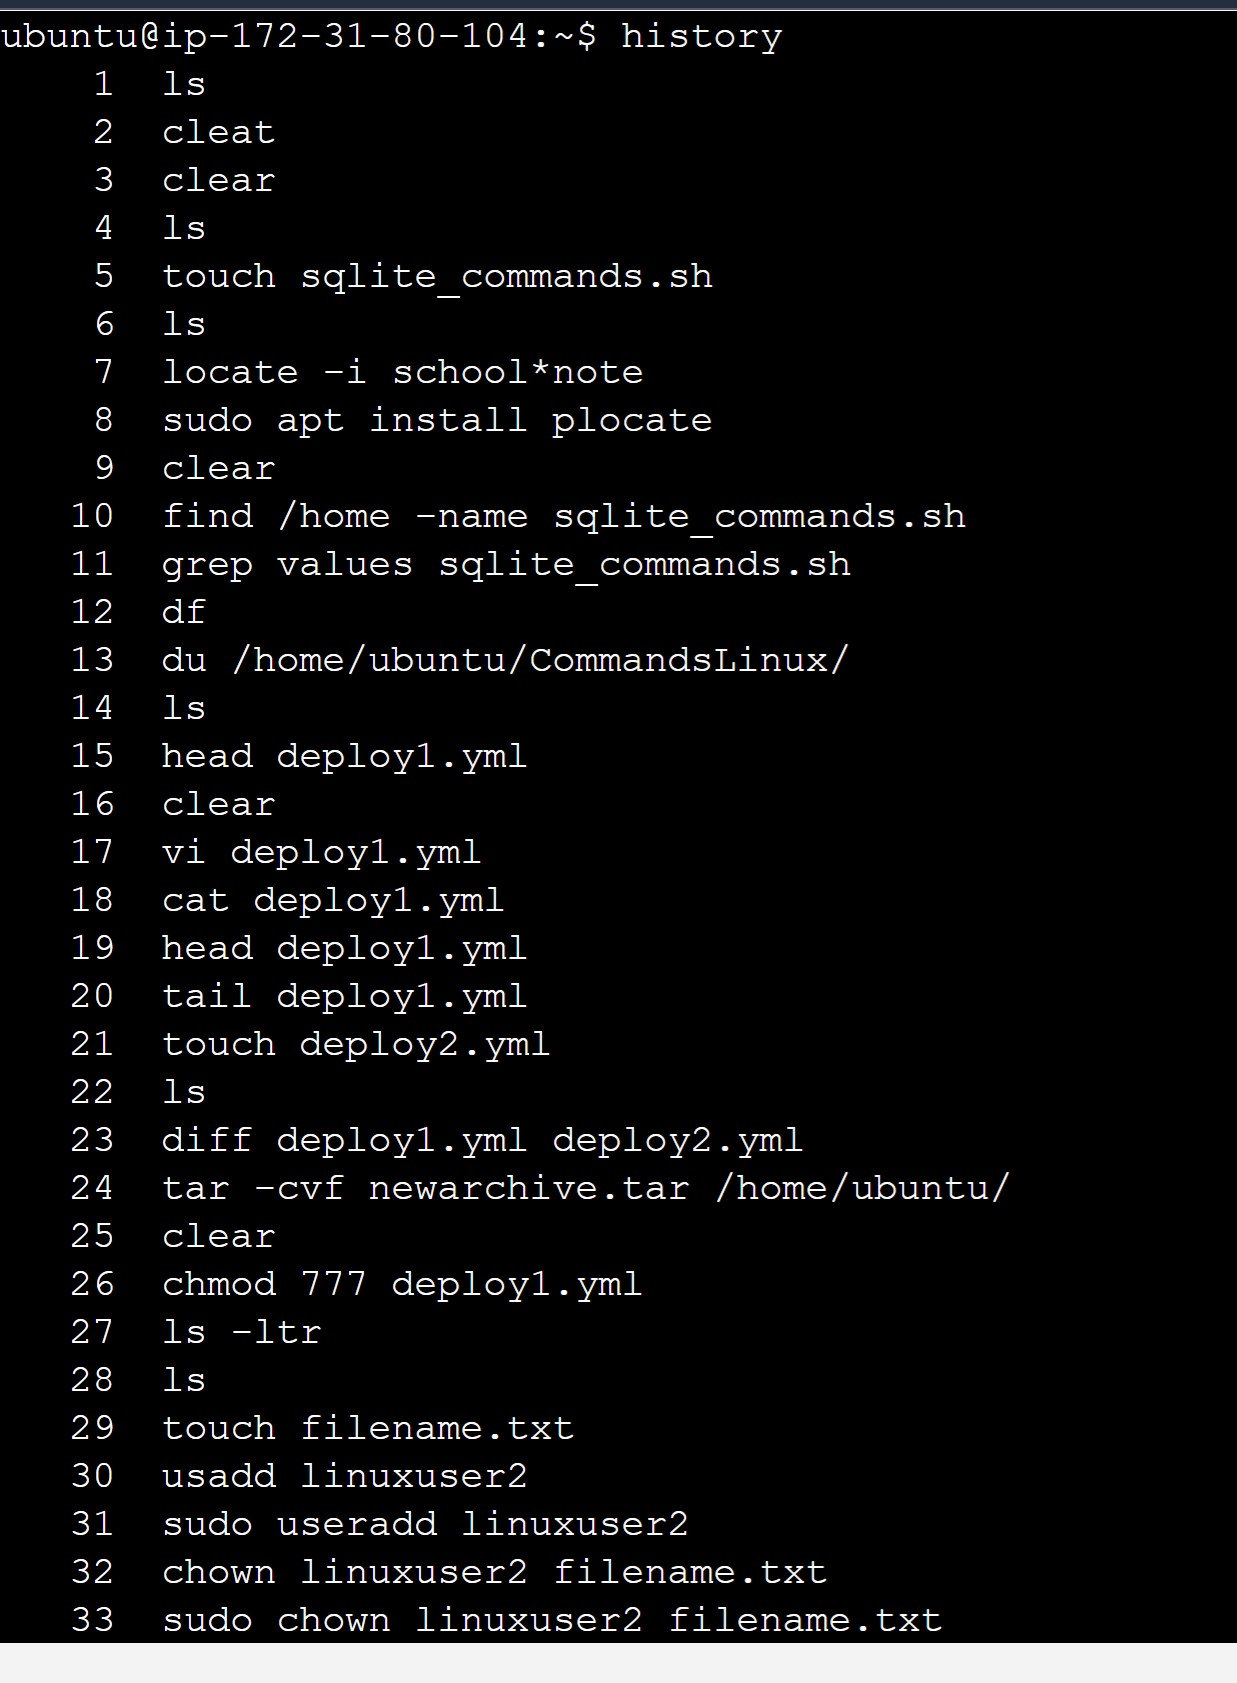 ubuntu@ip-172-31-80-104:~$ history
1 ls
2 cleat
3 clear
4 ls
5 touch sqlite_commands.sh
6 ls
7 locate -i school*note
8 sudo apt install plocate
9 clear
10 find /home -name sqlite_commands.sh
11 grep values sqlite_commands.sh
12 df
13 du /home/ubuntu/CommandsLinux/
14 ls
15 head deploy1.yml
16 clear
17 vi deploy1.yml
18 cat deploy1.yml
19 head deploy1.yml
20 tail deploy1.yml
21 touch deploy2.yml
22 ls
23 diff deploy1.yml deploy2.yml
24 tar -cvf newarchive.tar /home/ubuntu/
25 clear
26 chmod 777 deploy1.yml
27 ls -ltr
28 ls
29 touch filename.txt
30 usadd linuxuser2
31 sudo useradd linuxuser2
32 chown linuxuser2 filename.txt
33 sudo chown linuxuser2 filename.txt